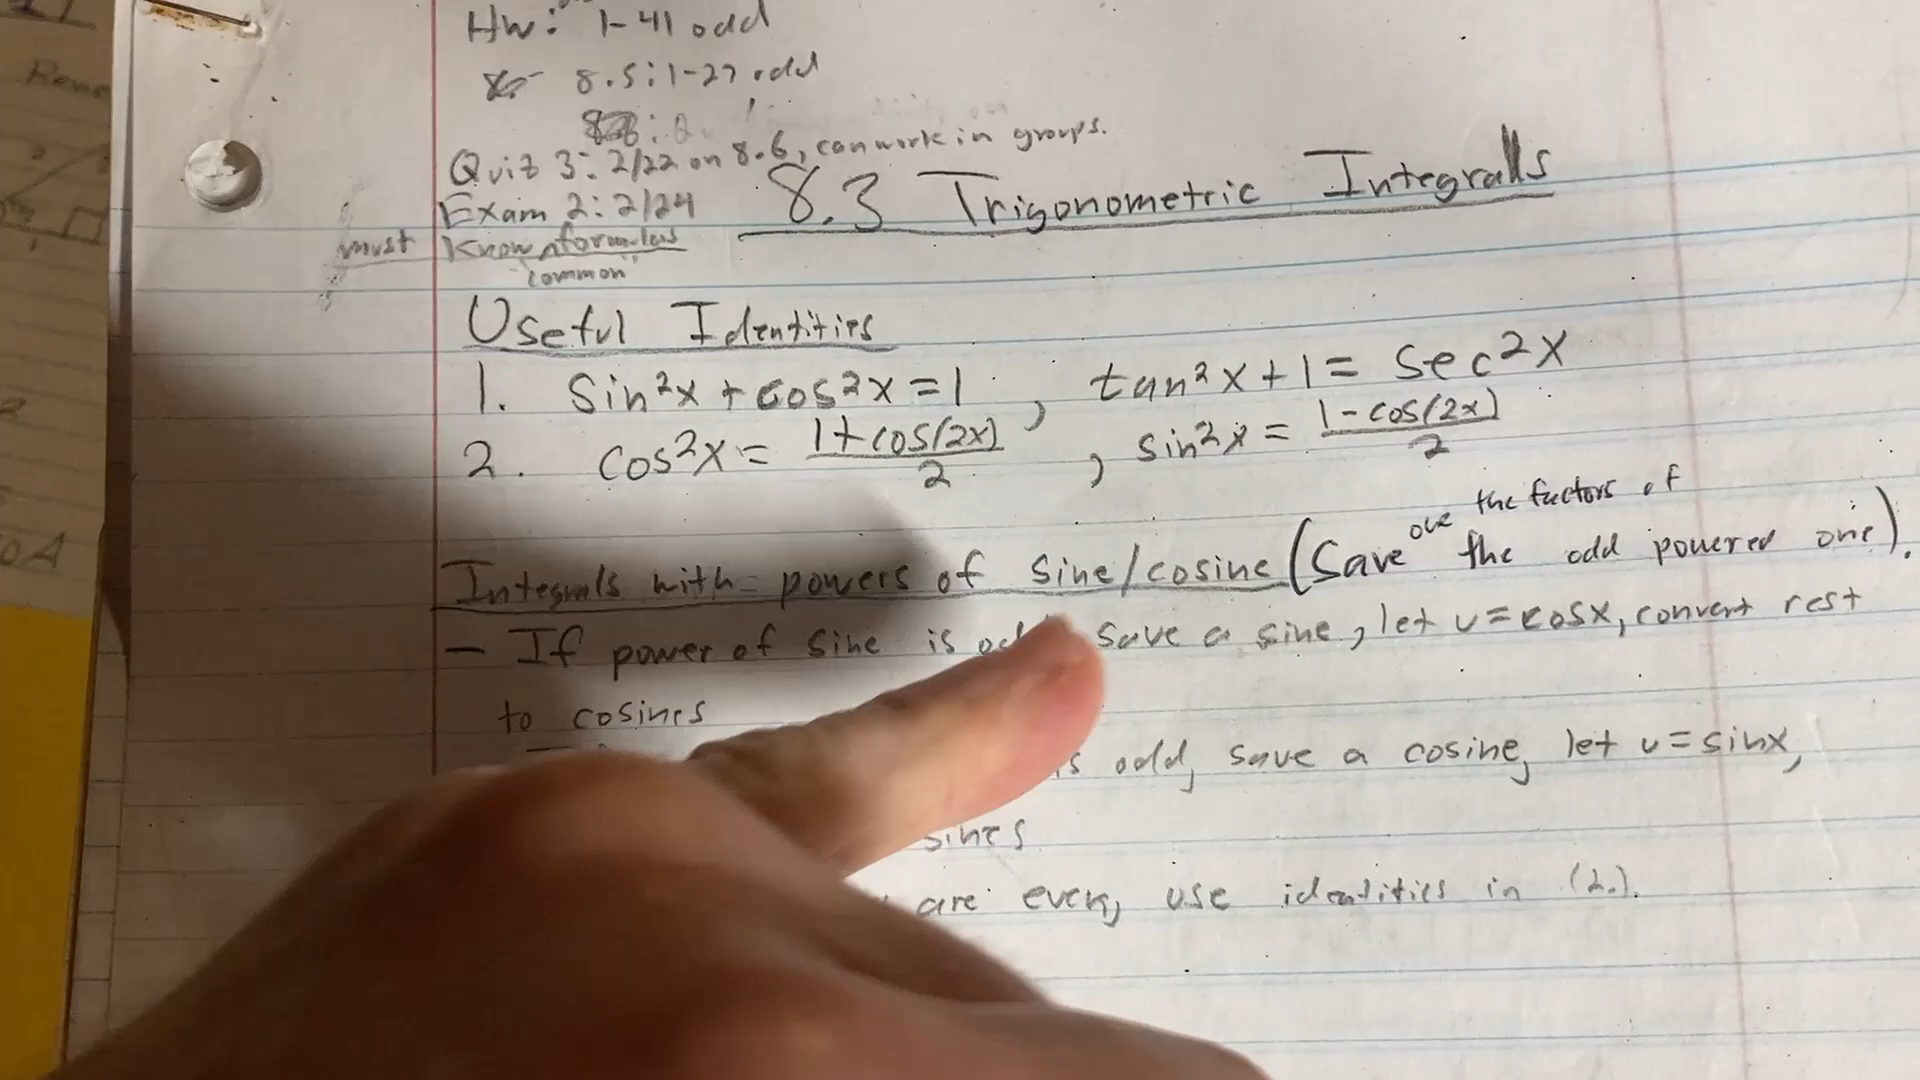 Hw: 1-41 odd
8.5: 1-27 odd
Quiz 3: 2/22 on 8.6, can work in groups.
Exam 2: 2/24
must know formulas
"common"
8.3 Trigonometric Integralls
Useful Identities
1. Sin²x + cos²x = 1 , tan²x + 1 = sec²x
2. cos²x = 1+cos(2x)/2 , sin²x = 1-cos(2x)/2
Integrals with powers of sine/cosine (Save one the factors of the odd powered one).
- If power of sine is save a sine, let u=cosx, convert rest
to cosines
odd, save a cosine, let u=sinx,
sines
are even, use identities in (2.).